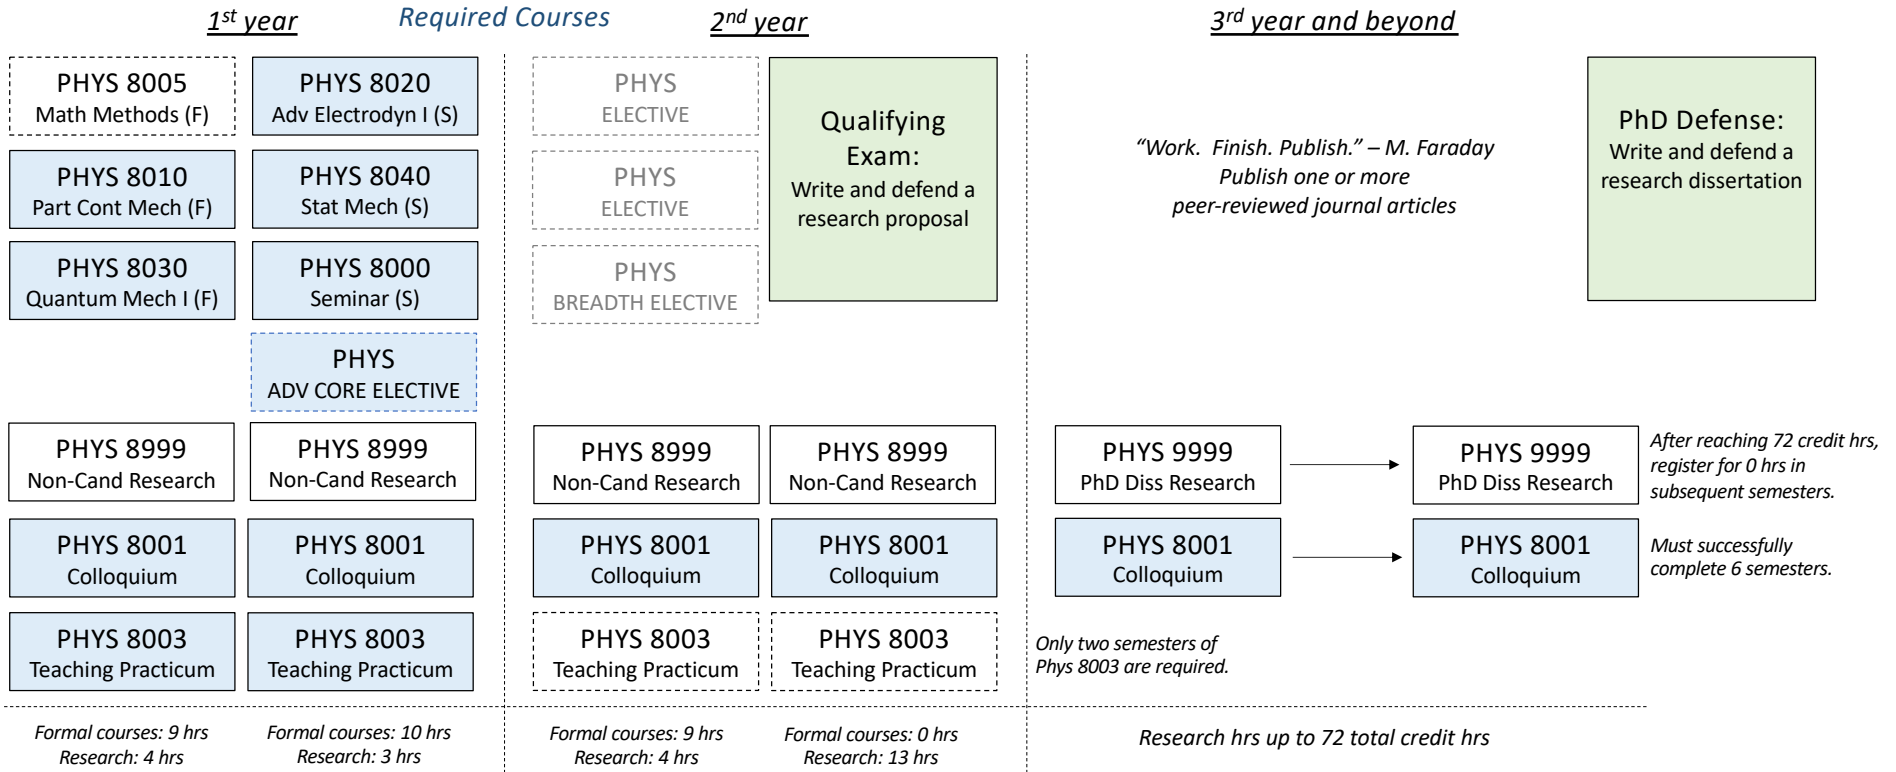 1st year
Required Courses
2nd year
3rd year and beyond
PHYS 8005
Math Methods (F)
PHYS 8020
Adv Electrodyn I (S)
PHYS
ELECTIVE
Qualifying
Exam:
Write and defend a
research proposal
"Work.  Finish. Publish." – M. Faraday
Publish one or more
peer-reviewed journal articles
PhD Defense:
Write and defend a
research dissertation
PHYS 8010
Part Cont Mech (F)
PHYS 8040
Stat Mech (S)
PHYS
ELECTIVE
PHYS 8030
Quantum Mech I (F)
PHYS 8000
Seminar (S)
PHYS
BREADTH ELECTIVE
PHYS
ADV CORE ELECTIVE
PHYS 8999
Non-Cand Research
PHYS 8999
Non-Cand Research
PHYS 8999
Non-Cand Research
PHYS 8999
Non-Cand Research
PHYS 9999
PhD Diss Research
PHYS 9999
PhD Diss Research
After reaching 72 credit hrs,
register for 0 hrs in
subsequent semesters.
PHYS 8001
Colloquium
PHYS 8001
Colloquium
PHYS 8001
Colloquium
PHYS 8001
Colloquium
PHYS 8001
Colloquium
PHYS 8001
Colloquium
Must successfully
complete 6 semesters.
PHYS 8003
Teaching Practicum
PHYS 8003
Teaching Practicum
PHYS 8003
Teaching Practicum
PHYS 8003
Teaching Practicum
Only two semesters of
Phys 8003 are required.
Formal courses: 9 hrs
Research: 4 hrs
Formal courses: 10 hrs
Research: 3 hrs
Formal courses: 9 hrs
Research: 4 hrs
Formal courses: 0 hrs
Research: 13 hrs
Research hrs up to 72 total credit hrs